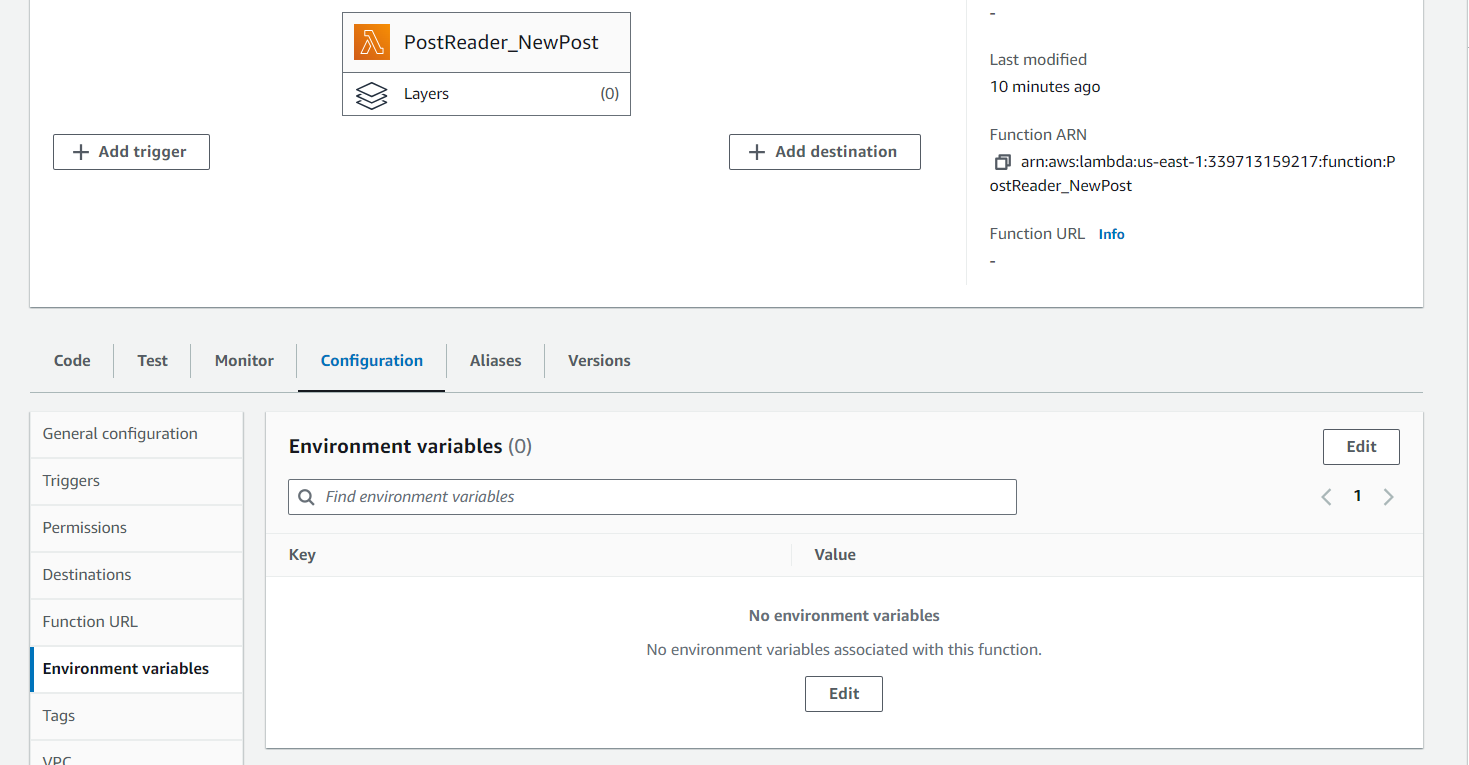 -
PostReader_NewPost
Layers (0)
Add trigger
Add destination
Last modified
10 minutes ago
Function ARN
arn:aws:lambda:us-east-1:339713159217:function:P
ostReader_NewPost
Function URL Info
-
Code Test Monitor Configuration Aliases Versions
General configuration
Triggers
Permissions
Destinations
Function URL
Environment variables
Tags
VPC
Environment variables (0)
Edit
Find environment variables
1
Key Value
No environment variables
No environment variables associated with this function.
Edit